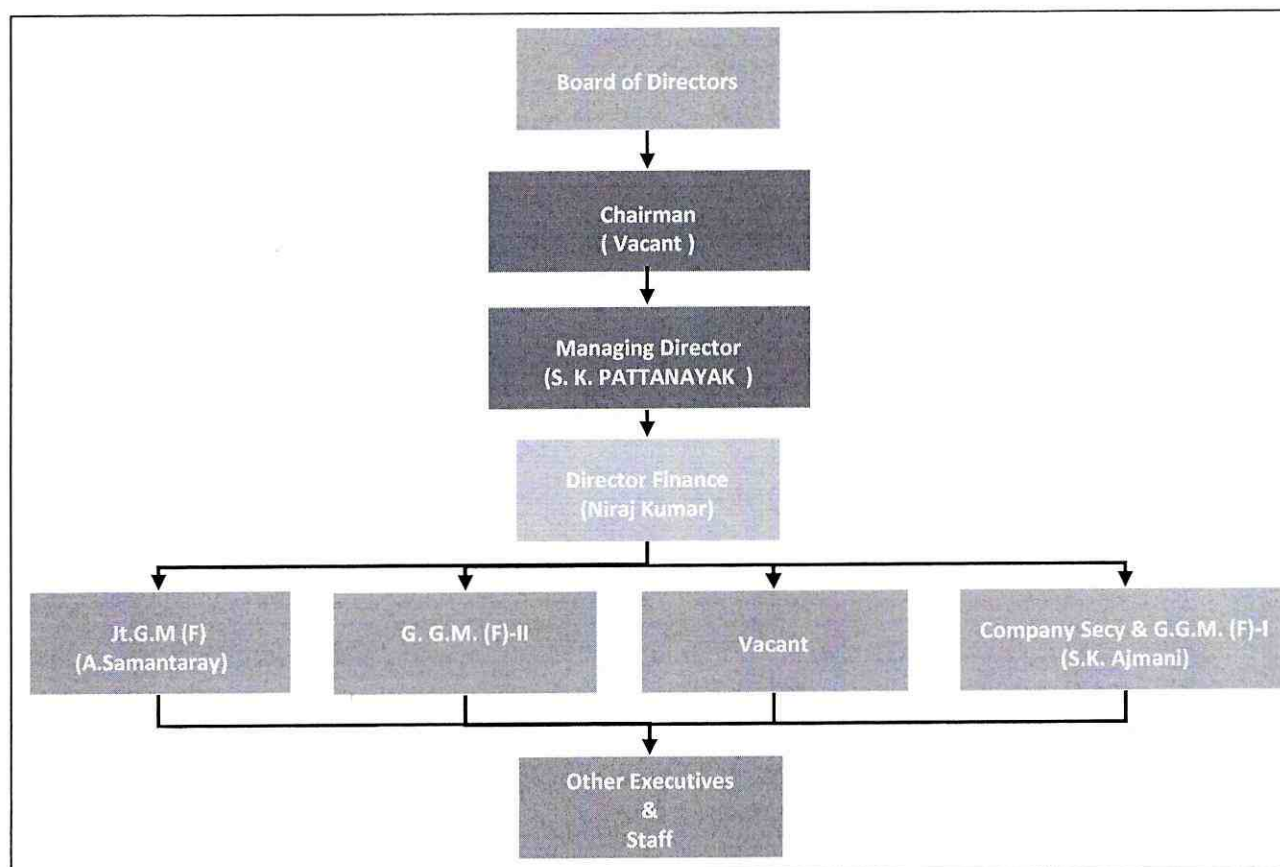 Board of Directors
Chairman
( Vacant )
Managing Director
(S. K. PATTANAYAK )
Director Finance
(Niraj Kumar)
Jt.G.M (F)
(A.Samantaray)
G. G.M. (F)-II
Vacant
Company Secy & G.G.M. (F)-I
(S.K. Ajmani)
Other Executives
&
Staff